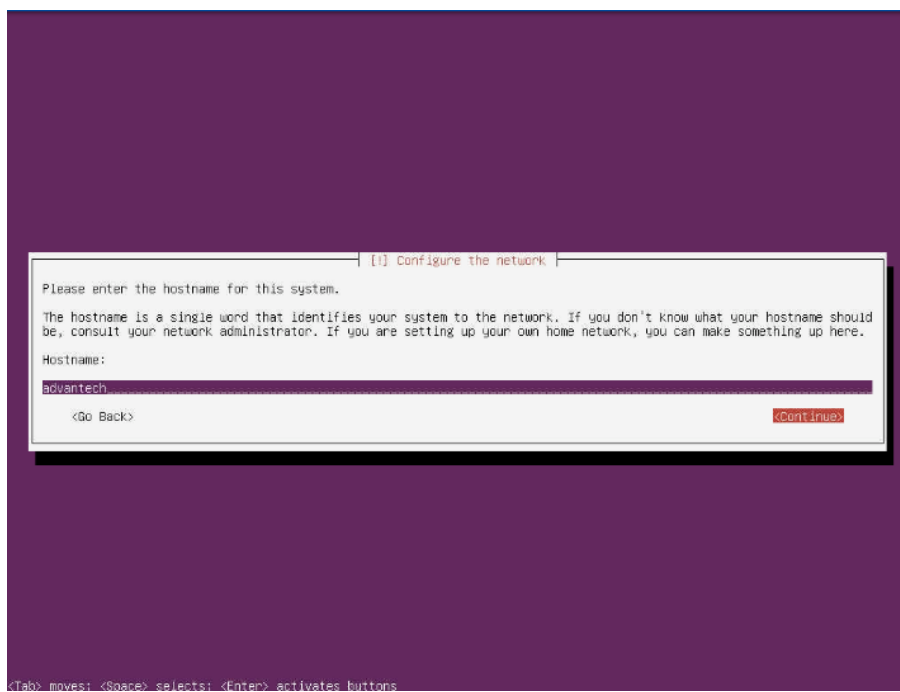 [!] Configure the network
Please enter the hostname for this system.
The hostname is a single word that identifies your system to the network. If you don't know what your hostname should
be, consult your network administrator. If you are setting up your own home network, you can make something up here.
Hostname:
advantech
<Go Back> <Continue>
<Tab> moves; <Space> selects; <Enter> activates buttons